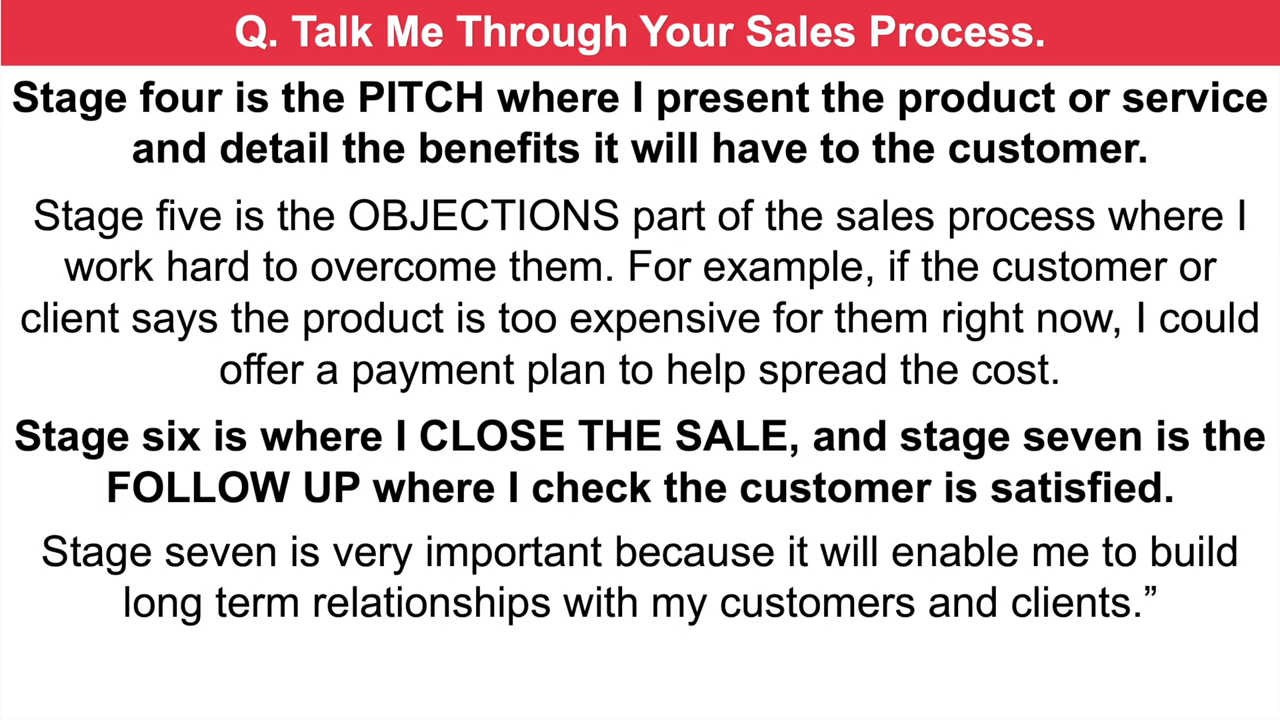 Q. Talk Me Through Your Sales Process.
Stage four is the PITCH where I present the product or service
and detail the benefits it will have to the customer.
Stage five is the OBJECTIONS part of the sales process where I
work hard to overcome them. For example, if the customer or
client says the product is too expensive for them right now, I could
offer a payment plan to help spread the cost.
Stage six is where I CLOSE THE SALE, and stage seven is the
FOLLOW UP where I check the customer is satisfied.
Stage seven is very important because it will enable me to build
long term relationships with my customers and clients.”